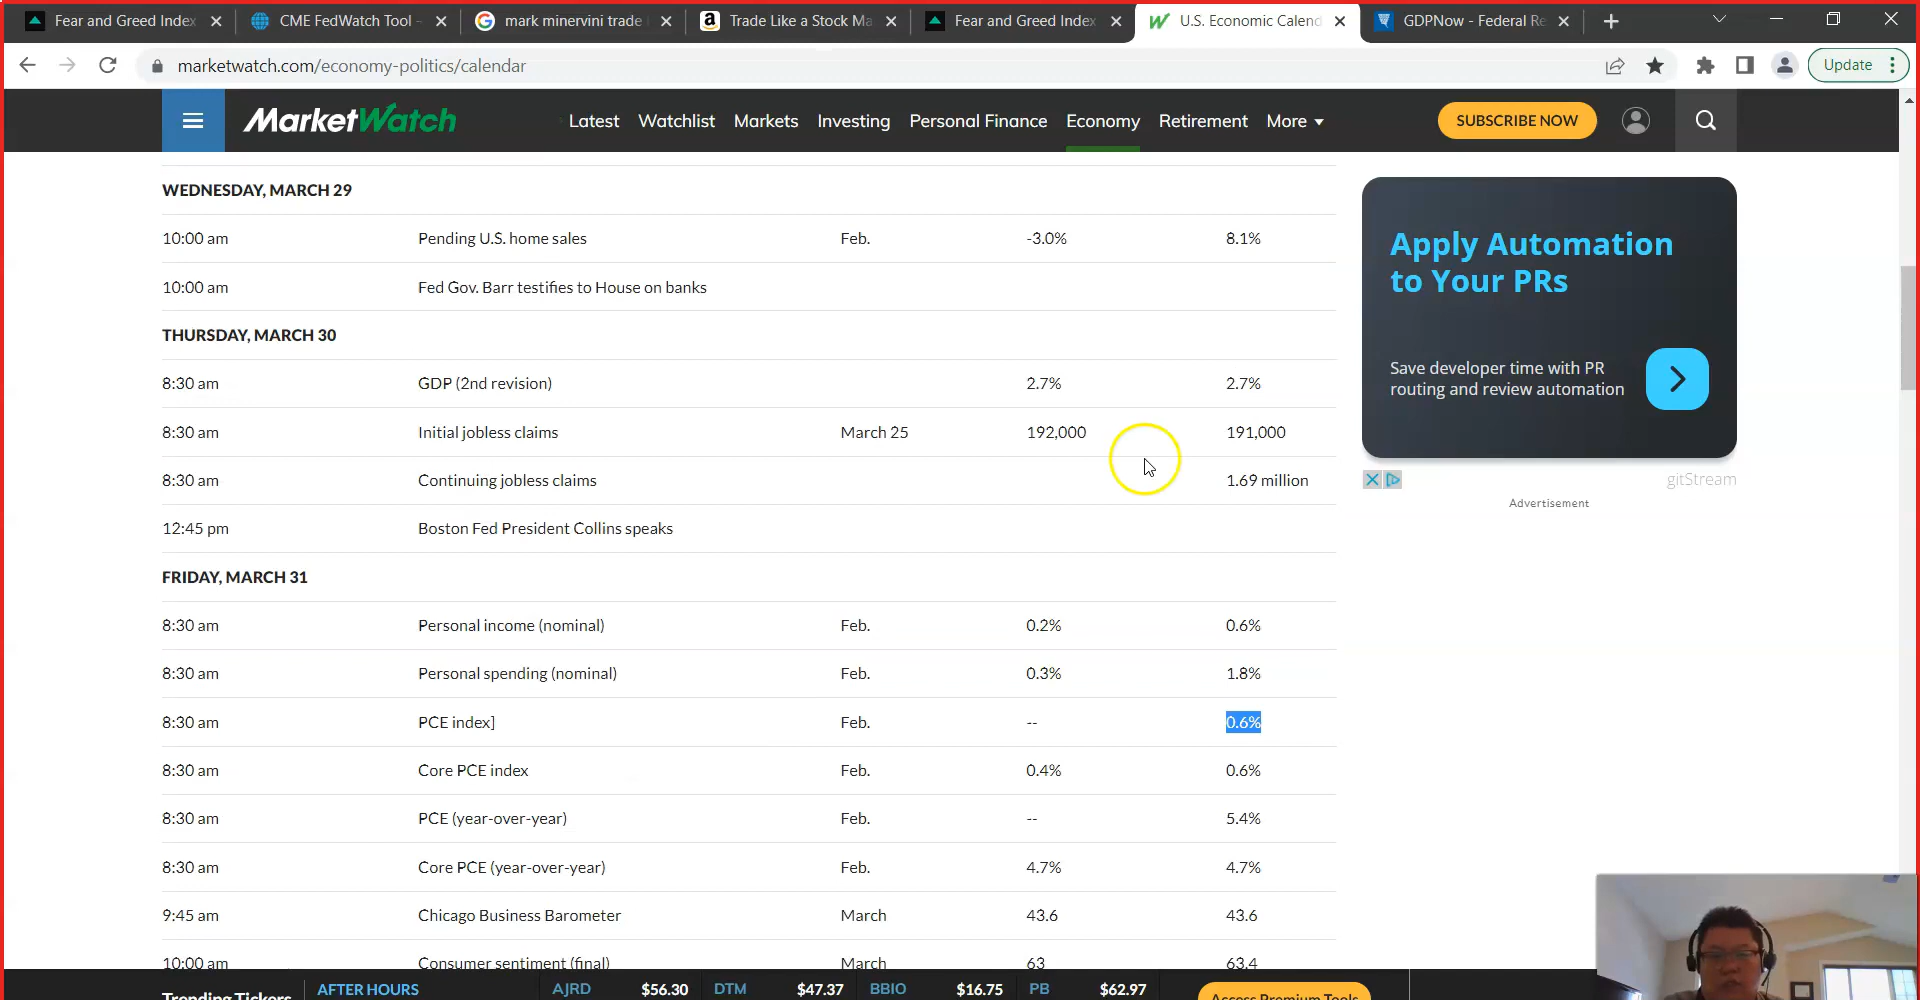 Fear and Greed Index
CME FedWatch Tool -
mark minervini trade
Trade Like a Stock Ma
Fear and Greed Index
U.S. Economic Calend
GDPNow - Federal Re
marketwatch.com/economy-politics/calendar
Update
MarketWatch
Latest Watchlist Markets Investing Personal Finance Economy Retirement More
SUBSCRIBE NOW
WEDNESDAY, MARCH 29
10:00 am Pending U.S. home sales Feb. -3.0% 8.1%
10:00 am Fed Gov. Barr testifies to House on banks
THURSDAY, MARCH 30
8:30 am GDP (2nd revision) 2.7% 2.7%
8:30 am Initial jobless claims March 25 192,000 191,000
8:30 am Continuing jobless claims 1.69 million
12:45 pm Boston Fed President Collins speaks
FRIDAY, MARCH 31
8:30 am Personal income (nominal) Feb. 0.2% 0.6%
8:30 am Personal spending (nominal) Feb. 0.3% 1.8%
8:30 am PCE index] Feb. -- 0.6%
8:30 am Core PCE index Feb. 0.4% 0.6%
8:30 am PCE (year-over-year) Feb. -- 5.4%
8:30 am Core PCE (year-over-year) Feb. 4.7% 4.7%
9:45 am Chicago Business Barometer March 43.6 43.6
10:00 am Consumer sentiment (final) March 63 63.4
Apply Automation
to Your PRs
Save developer time with PR
routing and review automation
gitStream
Advertisement
Trending Tickers AFTER HOURS AJRD $56.30 DTM $47.37 BBIO $16.75 PB $62.97
Access Premium Tools